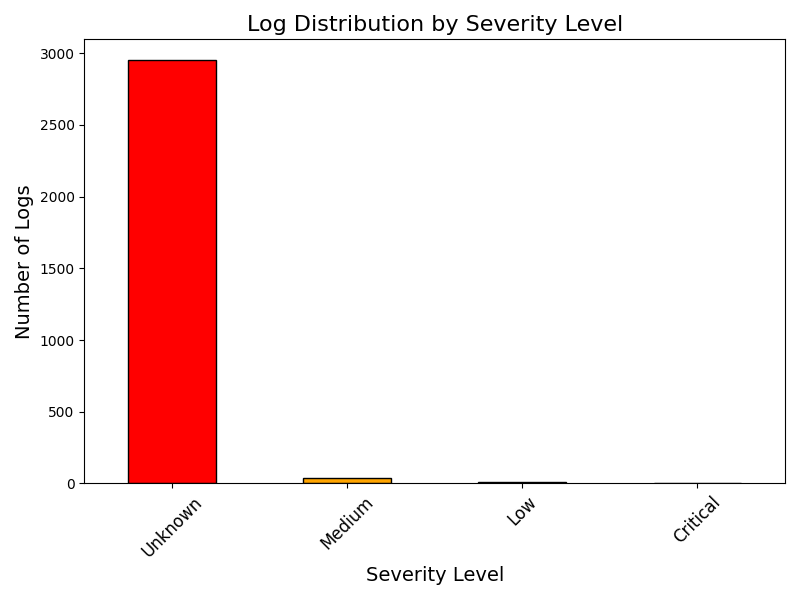 Log Distribution by Severity Level
Number of Logs
3000
2500
2000
1500
1000
500
0
Unknown
Medium
Low
Critical
Severity Level